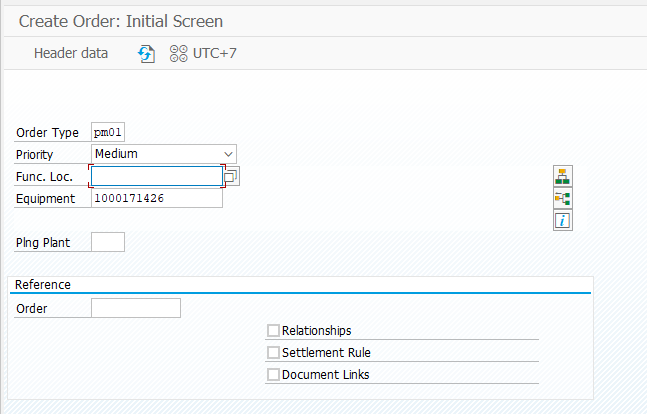 Create Order: Initial Screen
Header data UTC+7
Order Type pm01
Priority Medium
Func. Loc.
Equipment 1000171426
Plng Plant
Reference
Order
Relationships
Settlement Rule
Document Links